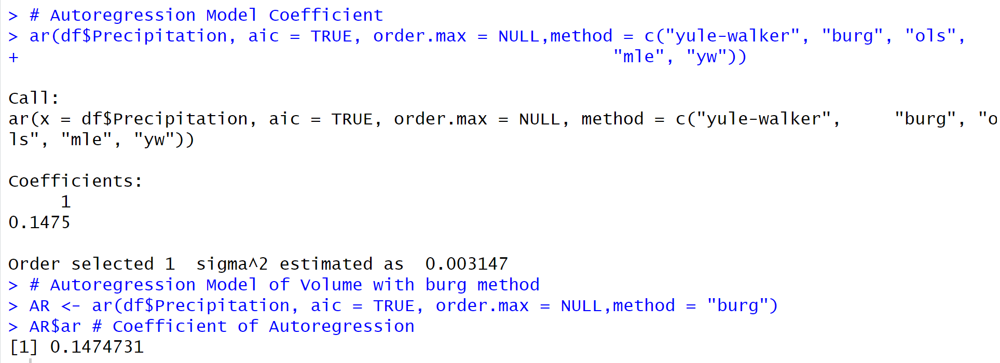 > # Autoregression Model Coefficient
> ar(df$Precipitation, aic = TRUE, order.max = NULL,method = c("yule-walker", "burg", "ols",
+                                                          "mle", "yw"))
Call:
ar(x = df$Precipitation, aic = TRUE, order.max = NULL, method = c("yule-walker",     "burg", "o
ls", "mle", "yw"))
Coefficients:
     1
0.1475
Order selected 1  sigma^2 estimated as  0.003147
> # Autoregression Model of Volume with burg method
> AR <- ar(df$Precipitation, aic = TRUE, order.max = NULL,method = "burg")
> AR$ar # Coefficient of Autoregression
[1] 0.1474731